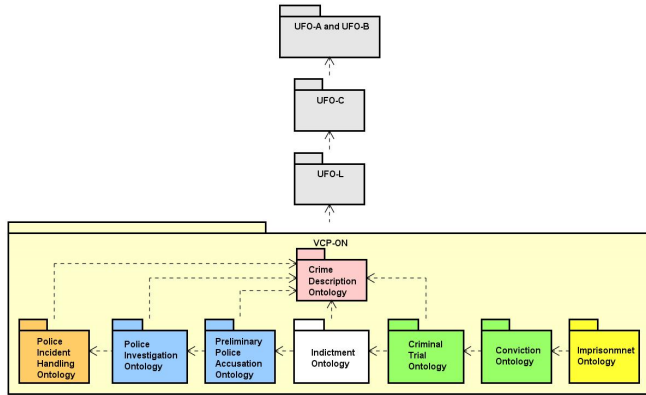 UFO-A and UFO-B
UFO-C
UFO-L
VCP-ON
Crime
Description
Ontology
Police
Incident
Handling
Ontology
Police
Investigation
Ontology
Preliminary
Police
Accusation
Ontology
Indictment
Ontology
Criminal
Trial
Ontology
Conviction
Ontology
Imprisonmnet
Ontology